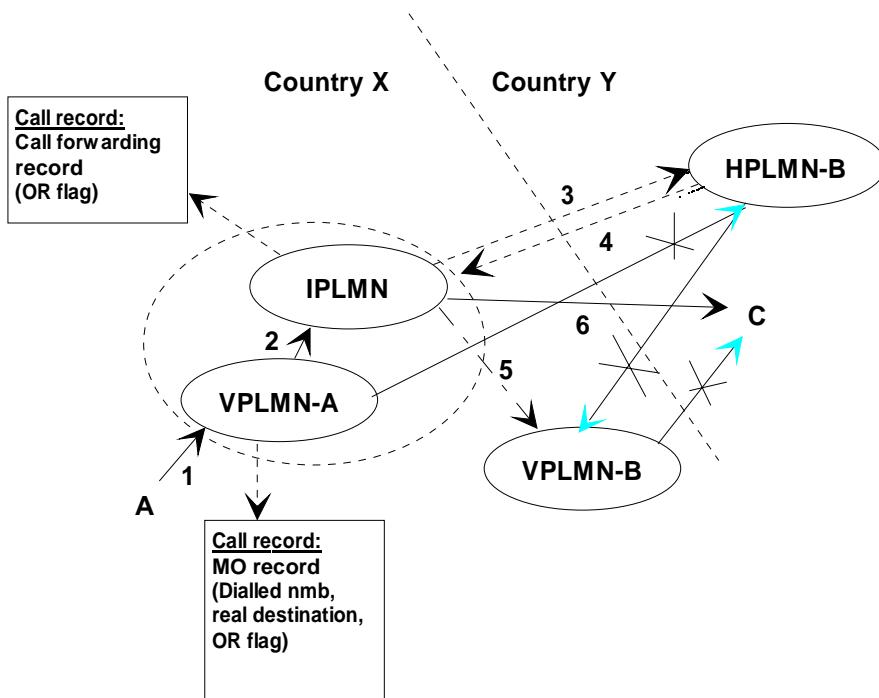 Country X
Country Y
Call record:
Call forwarding
record
(OR flag)
HPLMN-B
3
4
IPLMN
C
6
2
5
VPLMN-A
VPLMN-B
1
A
Call record:
MO record
(Dialled nmb,
real destination,
OR flag)